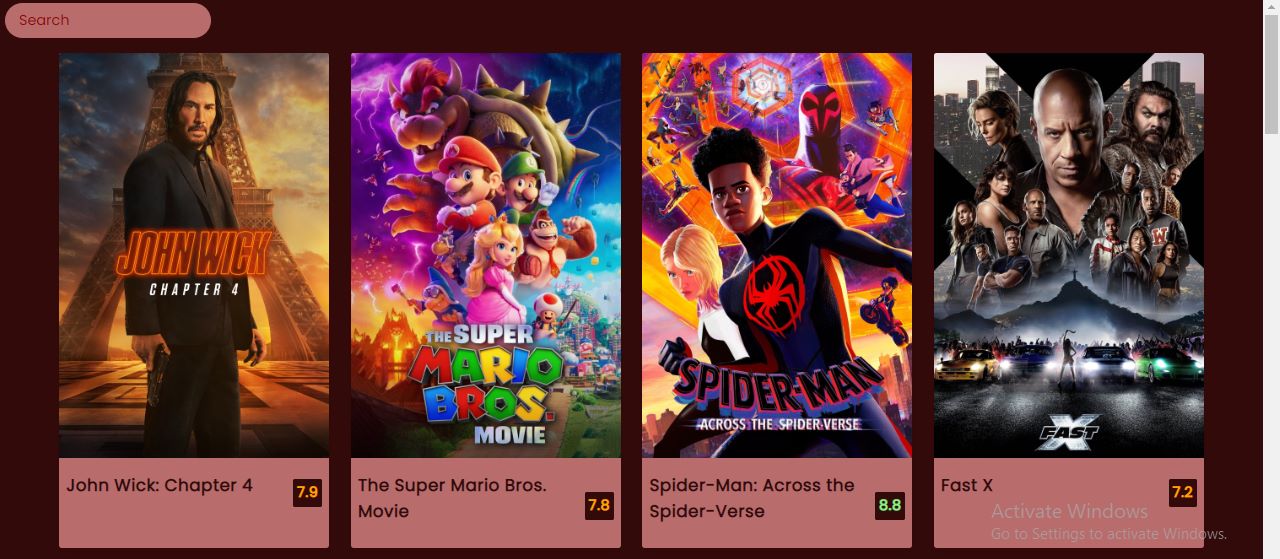 Search
JOHN WICK
CHAPTER 4
THE SUPER
MARIO
BROS.
MOVIE
SPIDER-MAN
ACROSS THE SPIDER-VERSE
W
X
FAST
John Wick: Chapter 4
7.9
The Super Mario Bros.
Movie
7.8
Spider-Man: Across the
Spider-Verse
8.8
Fast X
7.2
Activate Windows
Go to Settings to activate Windows.